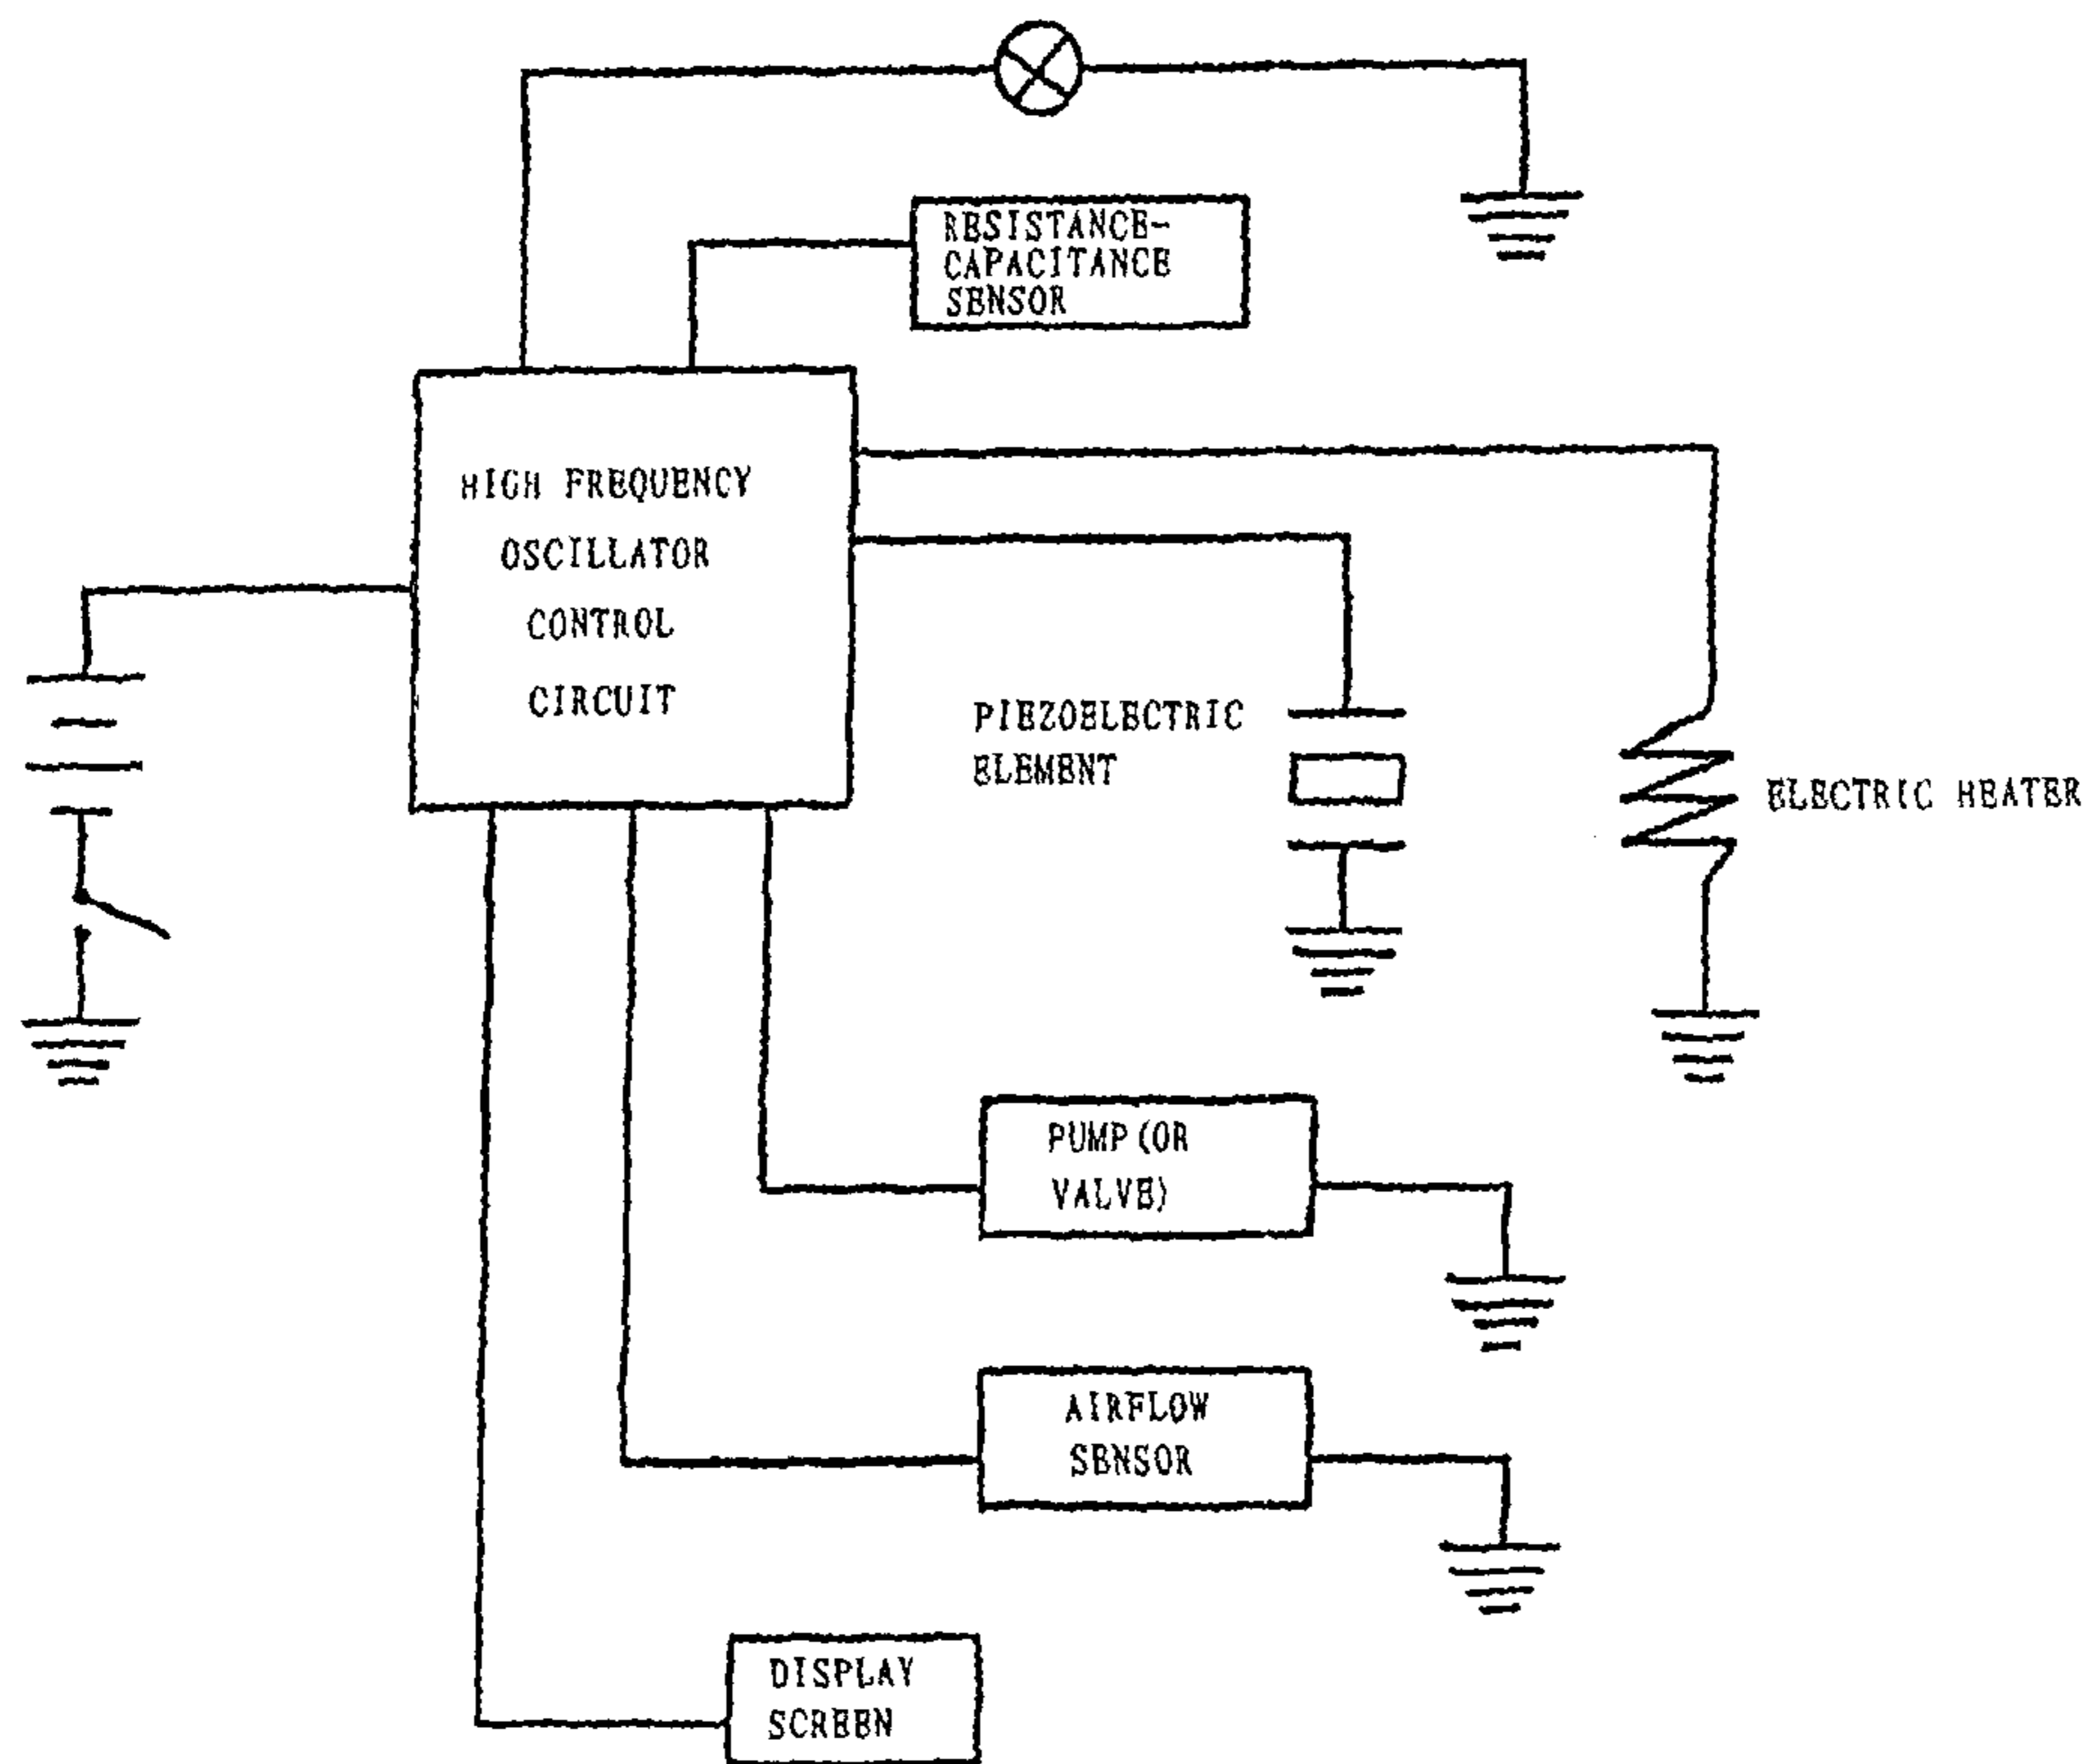 RESISTANCE-
CAPACITANCE
SENSOR
HIGH FREQUENCY
OSCILLATOR
CONTROL
CIRCUIT
PIEZOELECTRIC
ELEMENT
ELECTRIC HEATER
PUMP(OR
VALVE)
AIRFLOW
SENSOR
DISPLAY
SCREEN